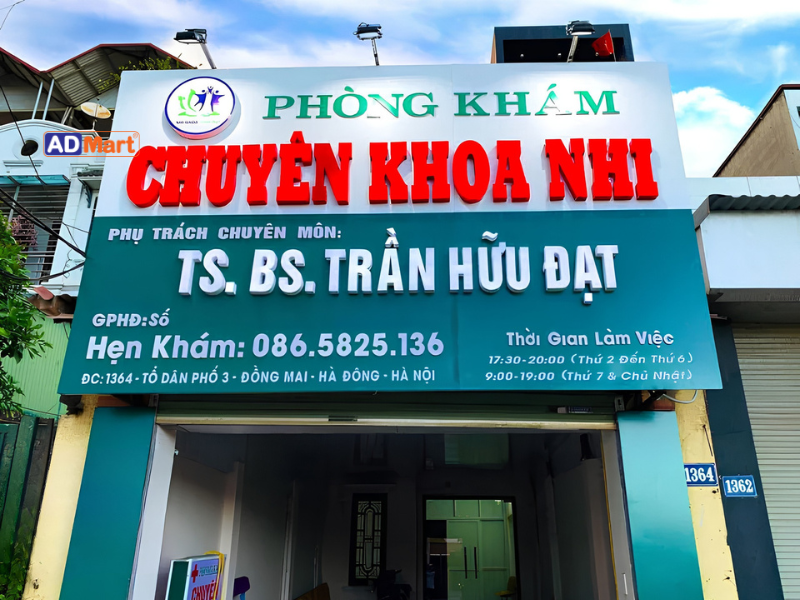 PHÒNG KHÁM
ADMart®
CHUYÊN KHOA NHI
PHỤ TRÁCH CHUYÊN MÔN:
TS. BS. TRẦN HỮU ĐẠT
GPHĐ: Số
Hẹn Khám: 086.5825.136
ĐC: 1364 - TỔ DÂN PHỐ 3 - ĐỒNG MAI - HÀ ĐÔNG - HÀ NỘI
Thời Gian Làm Việc
17:30-20:00 (Thứ 2 Đến Thứ 6)
9:00-19:00 (Thứ 7 & Chủ Nhật)
1364
1362
CHUYÊ